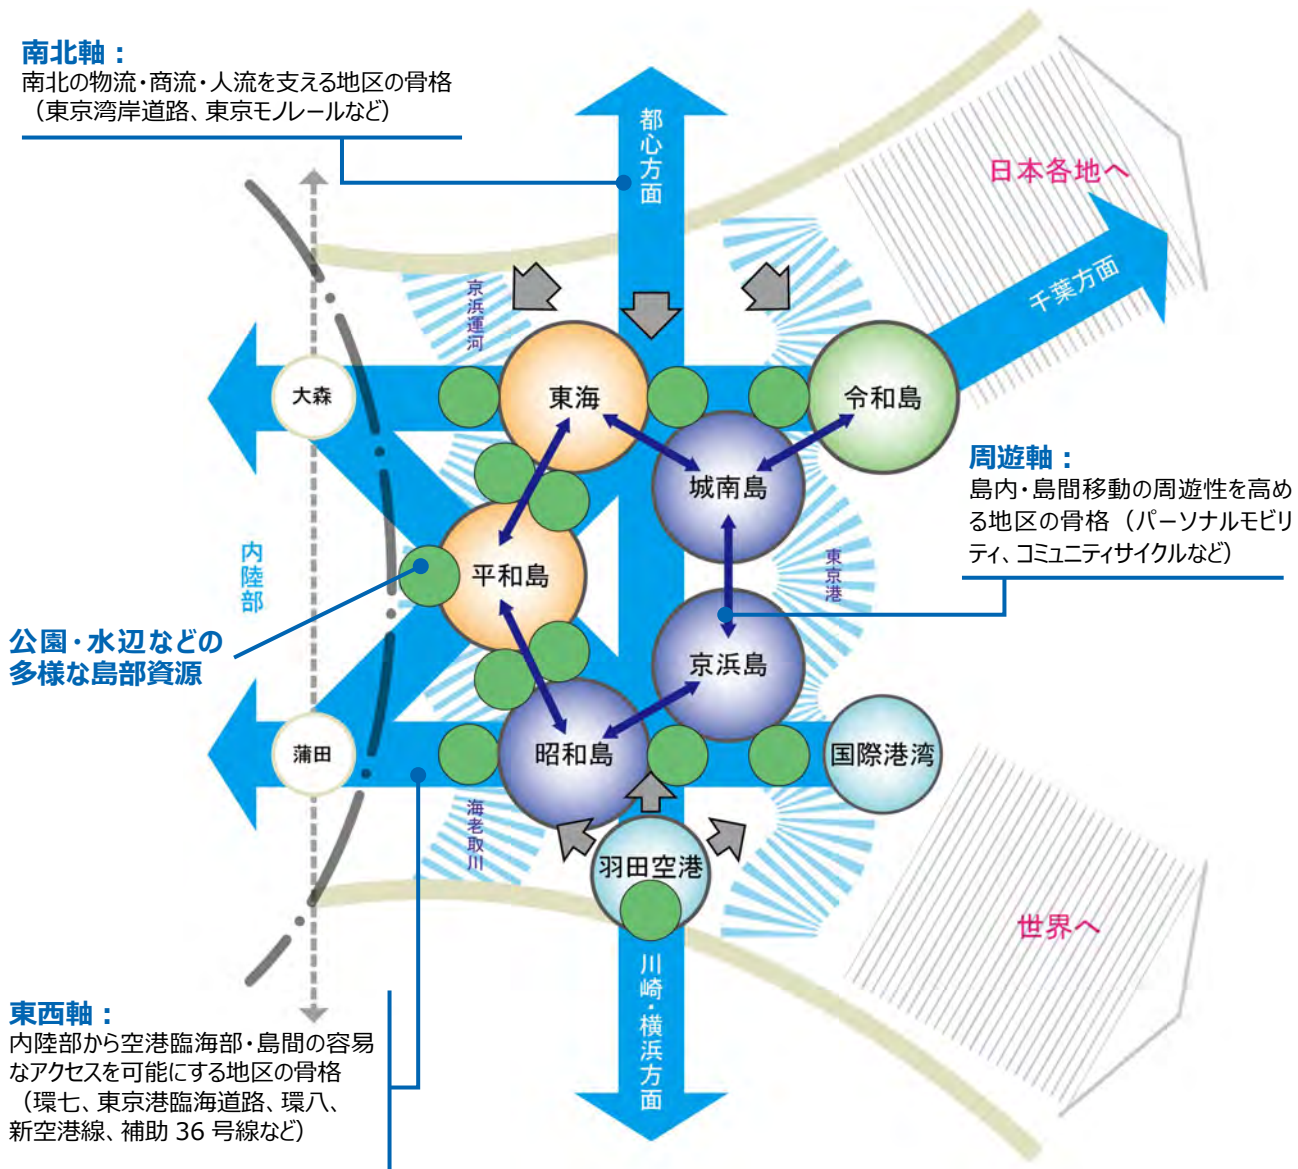 南北軸：
南北の物流・商流・人流を支える地区の骨格
（東京湾岸道路、東京モノレールなど）
都心方面
日本各地へ
千葉方面
京浜運河
大森
東海
令和島
城南島
周遊軸：
島内・島間移動の周遊性を高め
る地区の骨格（パーソナルモビリ
ティ、コミュニティサイクルなど）
内陸部
平和島
東京港
公園・水辺などの
多様な島部資源
京浜島
蒲田
昭和島
国際港湾
海老取川
羽田空港
世界へ
川崎・横浜方面
東西軸：
内陸部から空港臨海部・島間の容易
なアクセスを可能にする地区の骨格
（環七、東京港臨海道路、環八、
新空港線、補助 36 号線など）